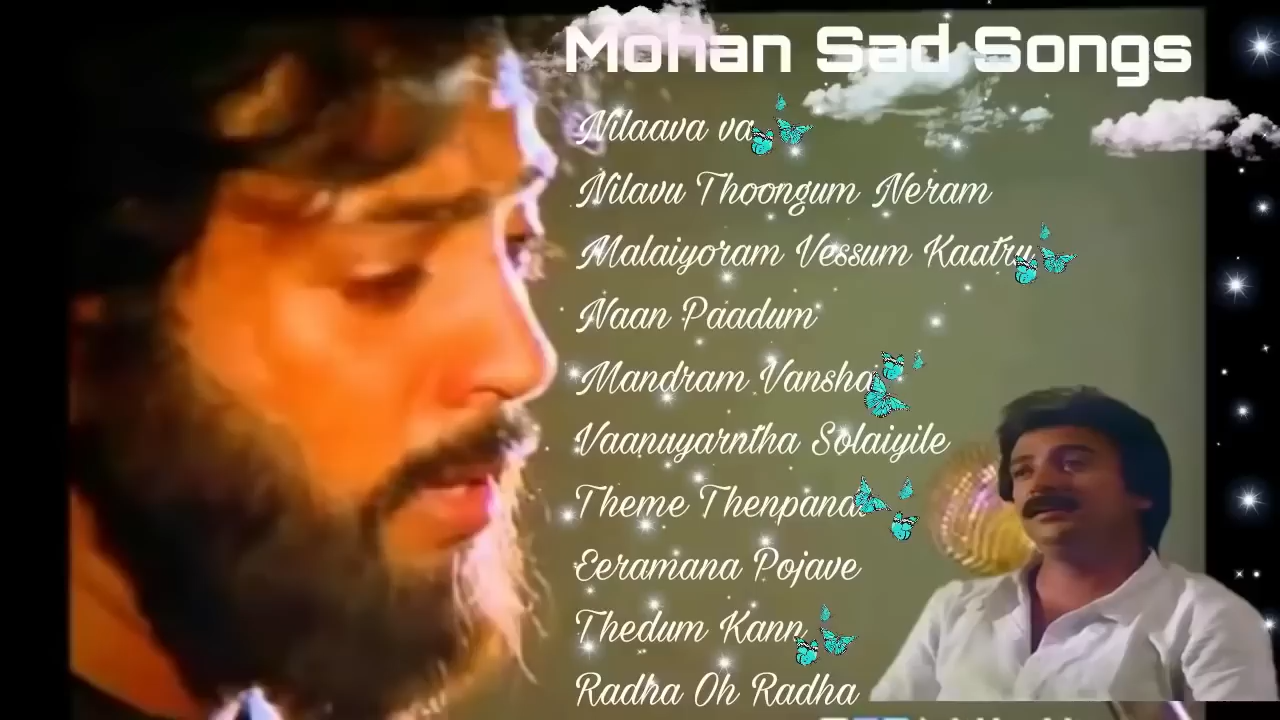 Mohan Sad Songs
Nilaava va
Nilavu Thoongum Neram
Malaiyoram Vessum Kaatru
Naan Paadum
Mandram Vansha
Vaanuyarntha Solaiyile
Theme Thenpana
Eeramana Pojave
Thedum Kann
Radha Oh Radha